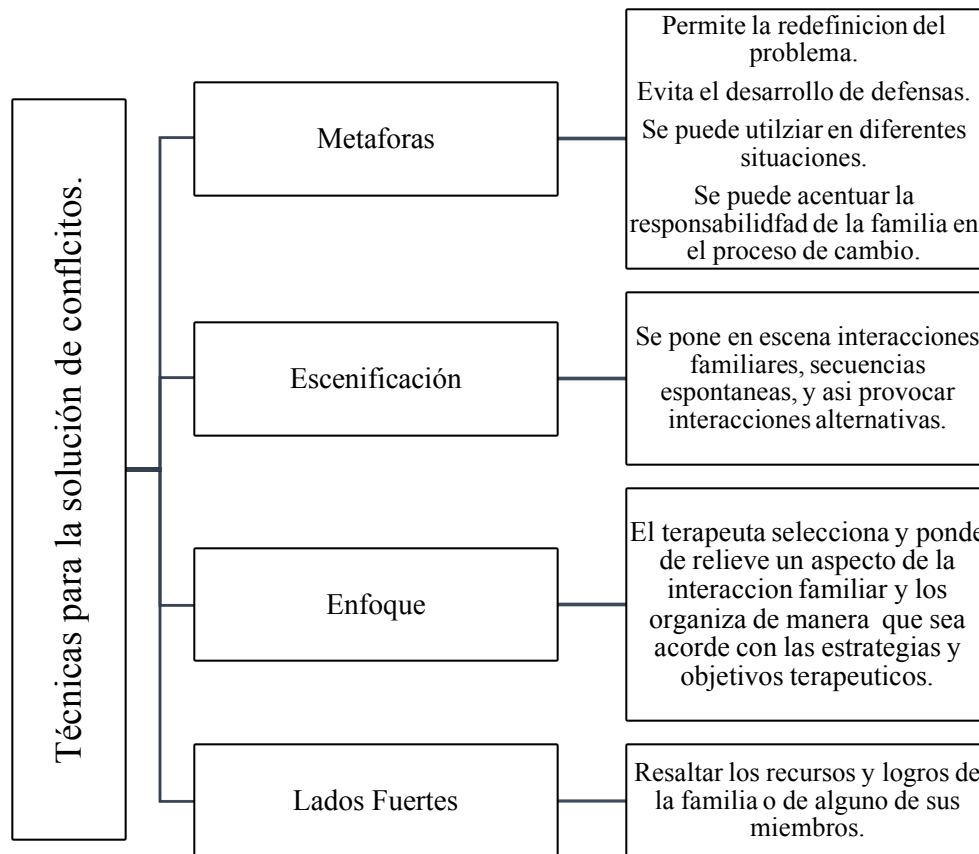 Técnicas para la solución de conflcitos.
Metaforas
Permite la redefinicion del
problema.
Evita el desarrollo de defensas.
Se puede utilziar en diferentes
situaciones.
Se puede acentuar la
responsabilidfad de la familia en
el proceso de cambio.
Escenificación
Se pone en escena interacciones
familiares, secuencias
espontaneas, y asi provocar
interacciones alternativas.
Enfoque
El terapeuta selecciona y ponde
de relieve un aspecto de la
interaccion familiar y los
organiza de manera que sea
acorde con las estrategias y
objetivos terapeuticos.
Lados Fuertes
Resaltar los recursos y logros de
la familia o de alguno de sus
miembros.